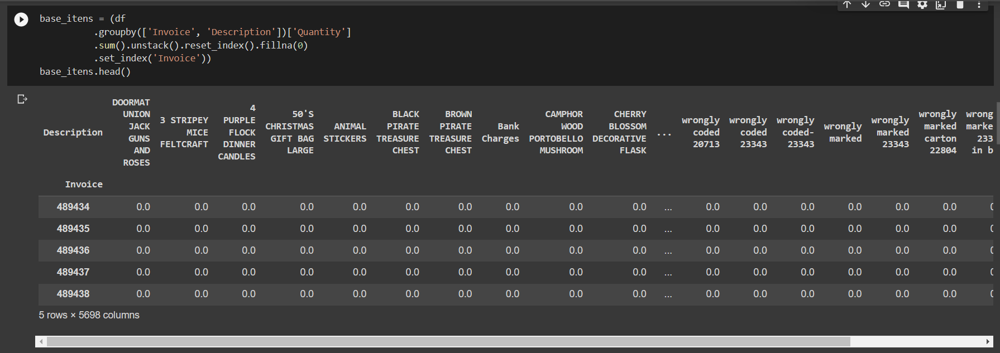 base_itens = (df
.groupby(['Invoice', 'Description'])['Quantity']
.sum().unstack().reset_index().fillna(0)
.set_index('Invoice'))
base_itens.head()
Description DOORMAT UNION JACK GUNS AND ROSES 3 STRIPEY MICE FELTCRAFT 4 PURPLE FLOCK DINNER CANDLES 50'S CHRISTMAS GIFT BAG LARGE ANIMAL STICKERS BLACK PIRATE TREASURE CHEST BROWN PIRATE TREASURE CHEST Bank Charges CAMPHOR WOOD PORTOBELLO MUSHROOM CHERRY BLOSSOM DECORATIVE FLASK ... wrongly coded 20713 wrongly coded 23343 wrongly coded-23343 wrongly marked wrongly marked 23343 wrongly marked carton 22804 wrong marke 233 in b
Invoice
489434 0.0 0.0 0.0 0.0 0.0 0.0 0.0 0.0 0.0 0.0 ... 0.0 0.0 0.0 0.0 0.0 0.0
489435 0.0 0.0 0.0 0.0 0.0 0.0 0.0 0.0 0.0 0.0 ... 0.0 0.0 0.0 0.0 0.0 0.0
489436 0.0 0.0 0.0 0.0 0.0 0.0 0.0 0.0 0.0 0.0 ... 0.0 0.0 0.0 0.0 0.0 0.0
489437 0.0 0.0 0.0 0.0 0.0 0.0 0.0 0.0 0.0 0.0 ... 0.0 0.0 0.0 0.0 0.0 0.0
489438 0.0 0.0 0.0 0.0 0.0 0.0 0.0 0.0 0.0 0.0 ... 0.0 0.0 0.0 0.0 0.0 0.0
5 rows × 5698 columns